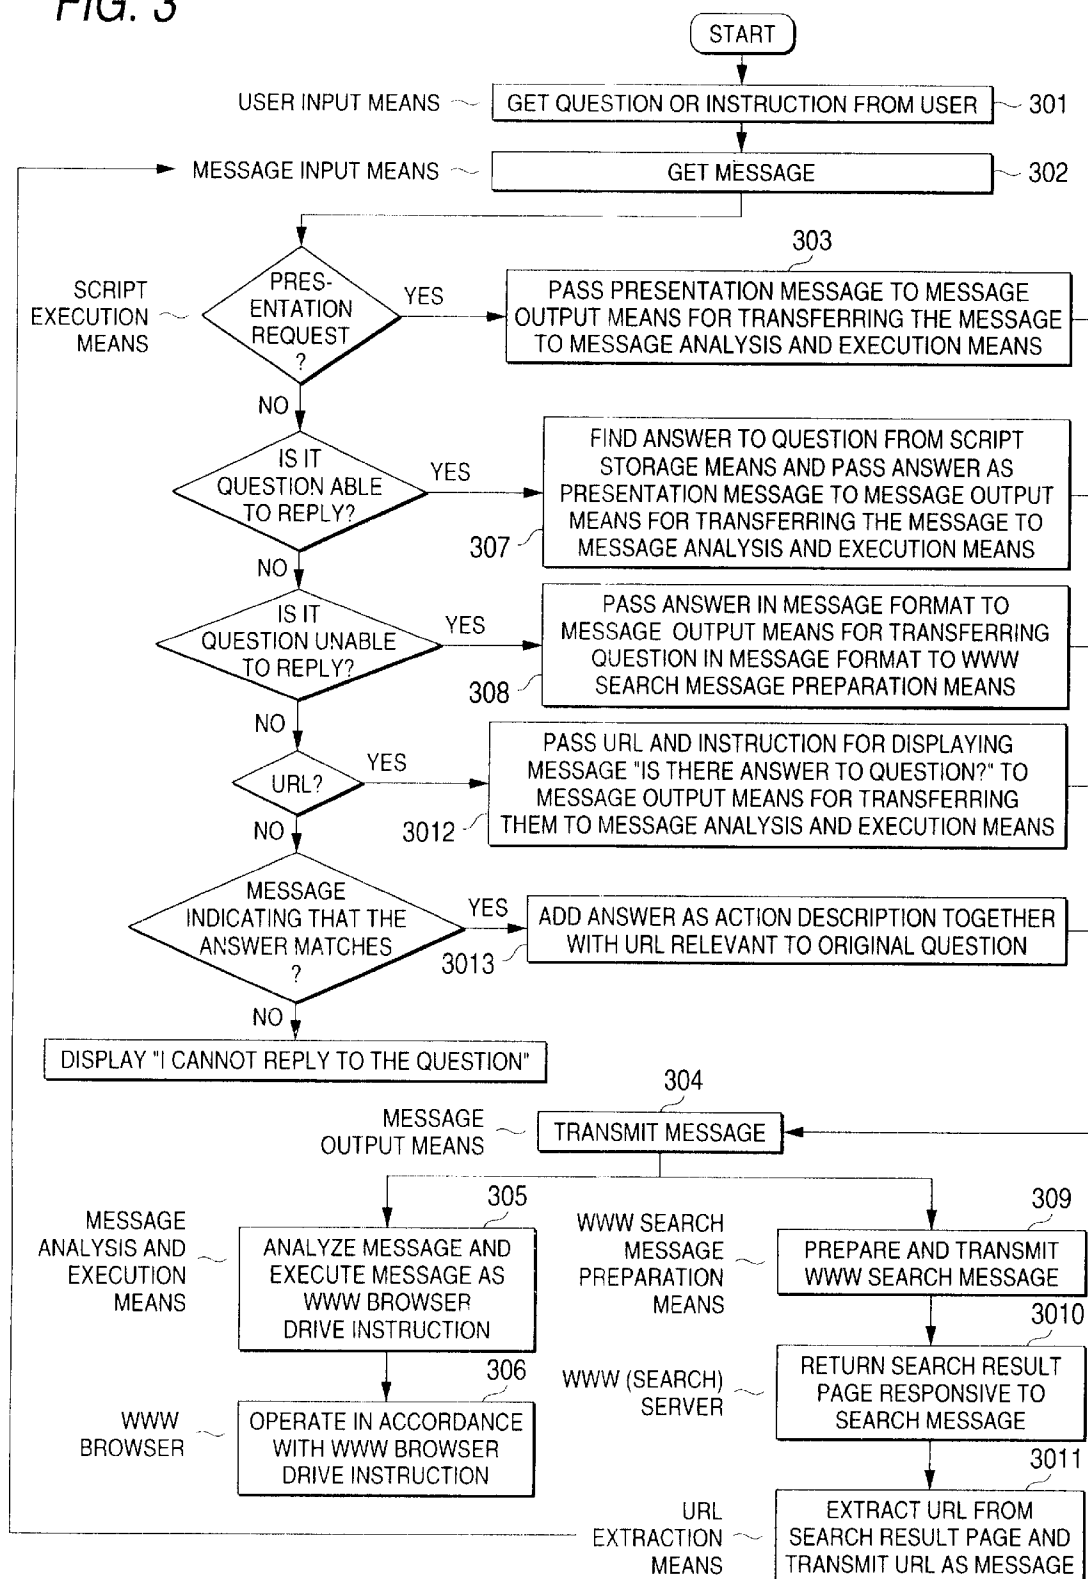 FIG. 3
START
USER INPUT MEANS
GET QUESTION OR INSTRUCTION FROM USER
301
MESSAGE INPUT MEANS
GET MESSAGE
302
SCRIPT
EXECUTION
MEANS
PRES-
ENTATION
REQUEST
?
YES
303
PASS PRESENTATION MESSAGE TO MESSAGE
OUTPUT MEANS FOR TRANSFERRING THE MESSAGE
TO MESSAGE ANALYSIS AND EXECUTION MEANS
NO
IS IT
QUESTION ABLE
TO REPLY?
YES
307
FIND ANSWER TO QUESTION FROM SCRIPT
STORAGE MEANS AND PASS ANSWER AS
PRESENTATION MESSAGE TO MESSAGE OUTPUT
MEANS FOR TRANSFERRING THE MESSAGE TO
MESSAGE ANALYSIS AND EXECUTION MEANS
NO
IS IT
QUESTION UNABLE
TO REPLY?
YES
308
PASS ANSWER IN MESSAGE FORMAT TO
MESSAGE OUTPUT MEANS FOR TRANSFERRING
QUESTION IN MESSAGE FORMAT TO WWW
SEARCH MESSAGE PREPARATION MEANS
NO
URL?
YES
3012
PASS URL AND INSTRUCTION FOR DISPLAYING
MESSAGE "IS THERE ANSWER TO QUESTION?" TO
MESSAGE OUTPUT MEANS FOR TRANSFERRING
THEM TO MESSAGE ANALYSIS AND EXECUTION MEANS
NO
MESSAGE
INDICATING THAT THE
ANSWER MATCHES
?
YES
3013
ADD ANSWER AS ACTION DESCRIPTION TOGETHER
WITH URL RELEVANT TO ORIGINAL QUESTION
NO
DISPLAY "I CANNOT REPLY TO THE QUESTION"
304
MESSAGE
OUTPUT MEANS
TRANSMIT MESSAGE
305
MESSAGE
ANALYSIS AND
EXECUTION
MEANS
ANALYZE MESSAGE AND
EXECUTE MESSAGE AS
WWW BROWSER
DRIVE INSTRUCTION
306
WWW
BROWSER
OPERATE IN ACCORDANCE
WITH WWW BROWSER
DRIVE INSTRUCTION
309
WWW SEARCH
MESSAGE
PREPARATION
MEANS
PREPARE AND TRANSMIT
WWW SEARCH MESSAGE
3010
WWW (SEARCH)
SERVER
RETURN SEARCH RESULT
PAGE RESPONSIVE TO
SEARCH MESSAGE
3011
URL
EXTRACTION
MEANS
EXTRACT URL FROM
SEARCH RESULT PAGE AND
TRANSMIT URL AS MESSAGE